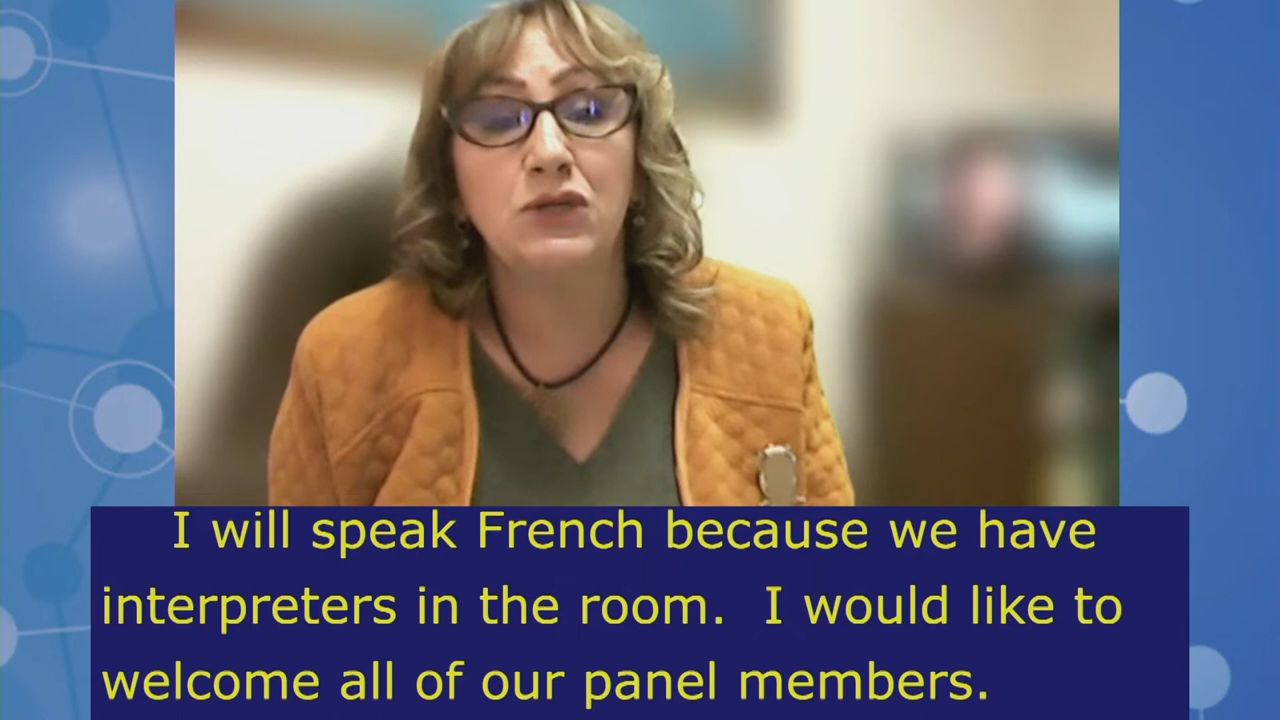 I will speak French because we have
interpreters in the room.  I would like to
welcome all of our panel members.